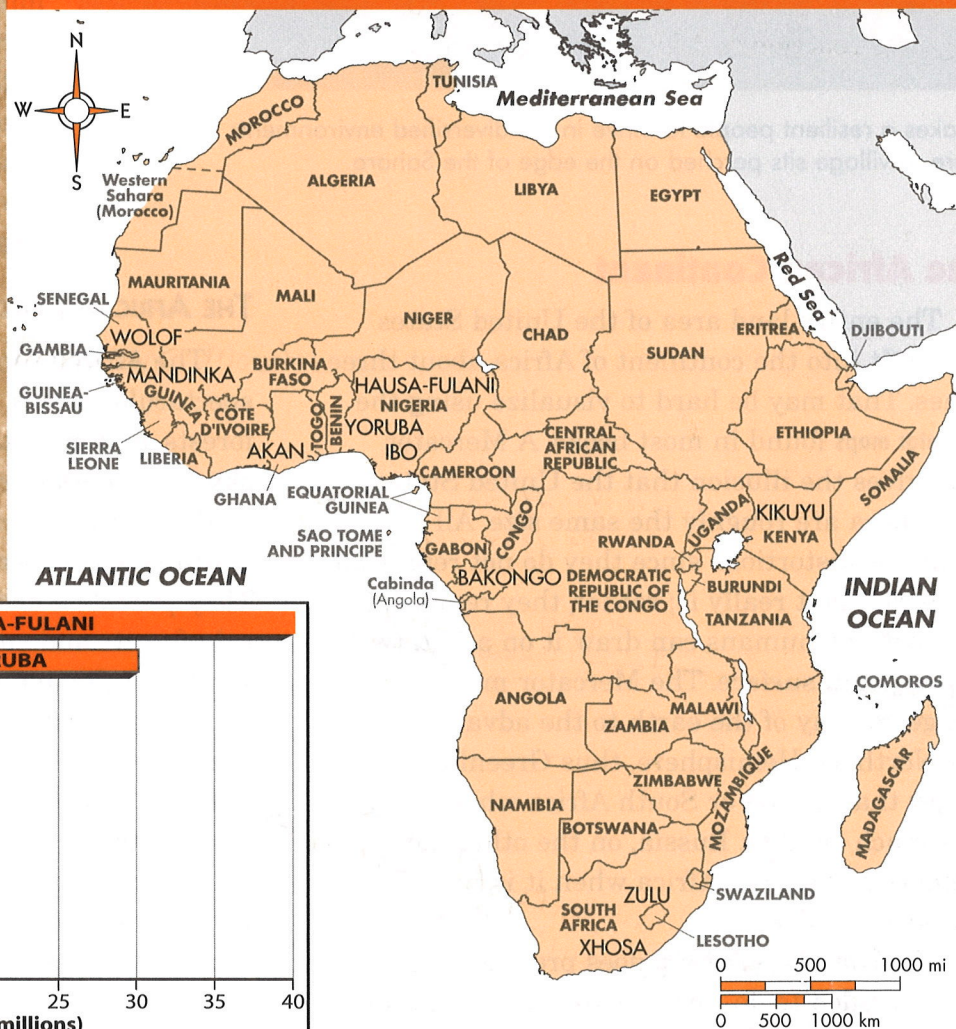 N
W E
S
TUNISIA
Mediterranean Sea
MOROCCO
ALGERIA
LIBYA
EGYPT
Western
Sahara
(Morocco)
Red Sea
MAURITANIA
MALI
NIGER
CHAD
SUDAN
ERITREA
DJIBOUTI
SENEGAL
WOLOF
GAMBIA
MANDINKA
GUINEA-
BISSAU
GUINEA
BURKINA
FASO
HAUSA-FULANI
NIGERIA
YORUBA
IBO
CÔTE
D'IVOIRE
AKAN
TOGO
BENIN
SIERRA
LEONE
LIBERIA
GHANA
CENTRAL
AFRICAN
REPUBLIC
ETHIOPIA
SOMALIA
CAMEROON
EQUATORIAL
GUINEA
SAO TOME
AND PRINCIPE
GABON
CONGO
RWANDA
UGANDA
KIKUYU
KENYA
ATLANTIC OCEAN
Cabinda
(Angola)
BAKONGO
DEMOCRATIC
REPUBLIC OF
THE CONGO
BURUNDI
TANZANIA
INDIAN
OCEAN
COMOROS
ANGOLA
ZAMBIA
MALAWI
MOZAMBIQUE
ZIMBABWE
MADAGASCAR
NAMIBIA
BOTSWANA
SWAZILAND
ZULU
SOUTH
AFRICA
XHOSA
LESOTHO
0 500 1000 mi
0 500 1000 km
A-FULANI
RUBA
25 30 35 40
millions)